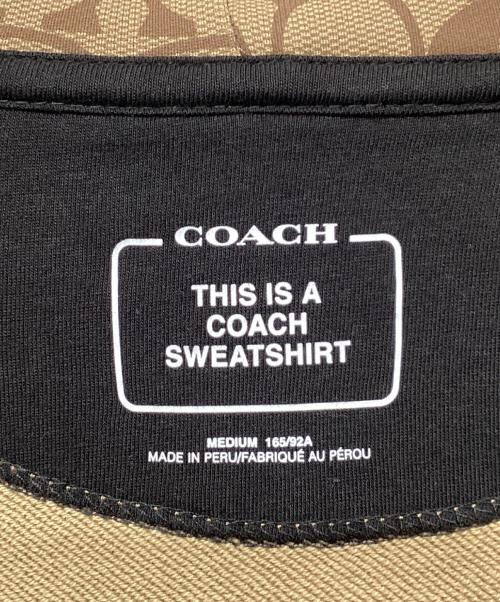 COACH
THIS IS A
COACH
SWEATSHIRT
MEDIUM 165/92A
MADE IN PERU/FABRIQUÉ AU PÉROU